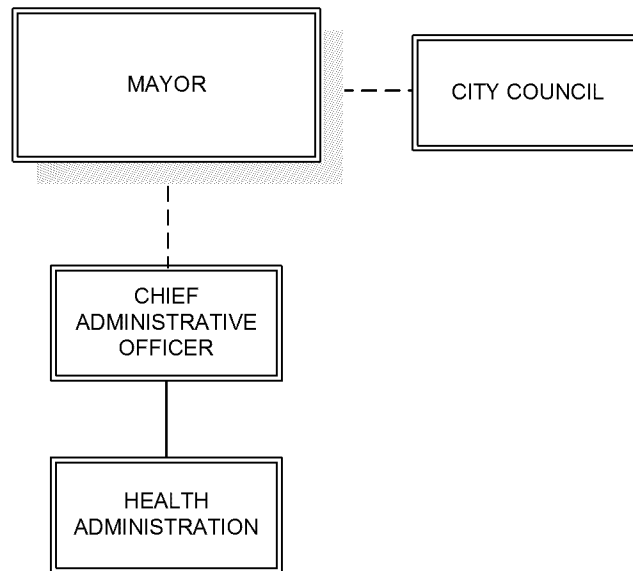 MAYOR
CITY COUNCIL
CHIEF
ADMINISTRATIVE
OFFICER
HEALTH
ADMINISTRATION